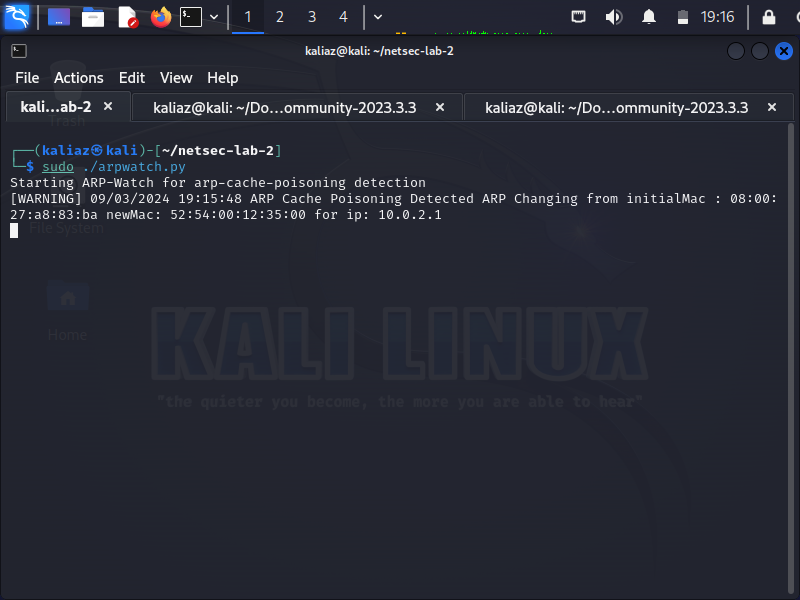 1 2 3 4 19:16
kaliaz@kali: ~/netsec-lab-2
File Actions Edit View Help
kali…ab-2 × kaliaz@kali: ~/Do…ommunity-2023.3.3 × kaliaz@kali: ~/Do…ommunity-2023.3.3 ×
Trash
┌──(kaliaz㉿kali)-[~/netsec-lab-2]
└─$ sudo ./arpwatch.py
Starting ARP-Watch for arp-cache-poisoning detection
[WARNING] 09/03/2024 19:15:48 ARP Cache Poisoning Detected ARP Changing from initialMac : 08:00:
27:a8:83:ba newMac: 52:54:00:12:35:00 for ip: 10.0.2.1
File System
Home
KALI LINUX
"the quieter you become, the more you are able to hear"